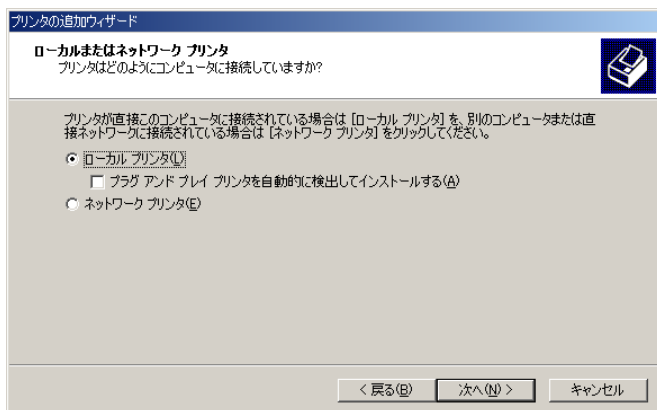 プリンタの追加ウィザード
ローカルまたはネットワーク プリンタ
プリンタはどのようにコンピュータに接続していますか?
プリンタが直接このコンピュータに接続されている場合は [ローカル プリンタ] を、別のコンピュータまたは直
接ネットワークに接続されている場合は [ネットワーク プリンタ] をクリックしてください。
ローカル プリンタ(L)
プラグ アンド プレイ プリンタを自動的に検出してインストールする(A)
ネットワーク プリンタ(E)
< 戻る(B) 次へ(N) > キャンセル